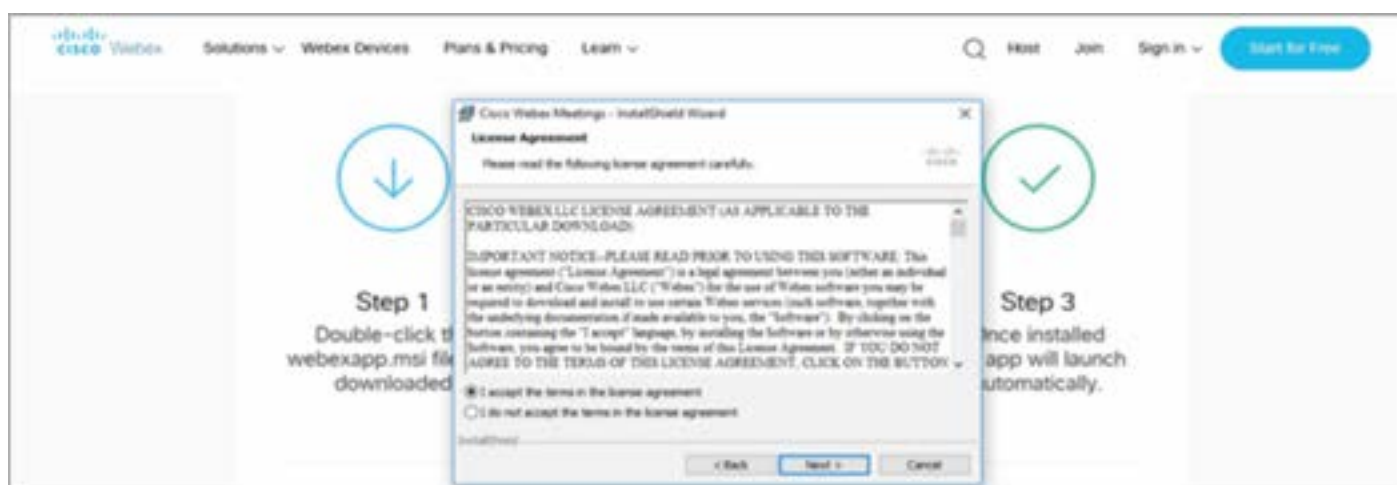 CISCO Webex
Solutions
Webex Devices
Plans & Pricing
Learn
Host
Join
Sign in
Start for Free
Cisco Webex Meetings - InstallShield Wizard
License Agreement
Please read the following license agreement carefully.
CISCO
CISCO WEBEX LLC LICENSE AGREEMENT (AS APPLICABLE TO THE
PARTICULAR DOWNLOAD)
IMPORTANT NOTICE--PLEASE READ PRIOR TO USING THIS SOFTWARE: This
license agreement ("License Agreement") is a legal agreement between you (either an individual
or an entity) and Cisco Webex LLC ("Webex") for the use of Webex software you may be
required to download and install to use certain Webex services (such software, together with
the underlying documentation if made available to you, the "Software"). By clicking on the
button containing the "I accept" language, by installing the Software or by otherwise using the
Software, you agree to be bound by the terms of this License Agreement. IF YOU DO NOT
AGREE TO THE TERMS OF THIS LICENSE AGREEMENT, CLICK ON THE BUTTON
I accept the terms in the license agreement
I do not accept the terms in the license agreement
InstallShield
< Back
Next >
Cancel
Step 1
Double-click th
webexapp.msi file
downloaded
Step 3
nce installed
app will launch
utomatically.